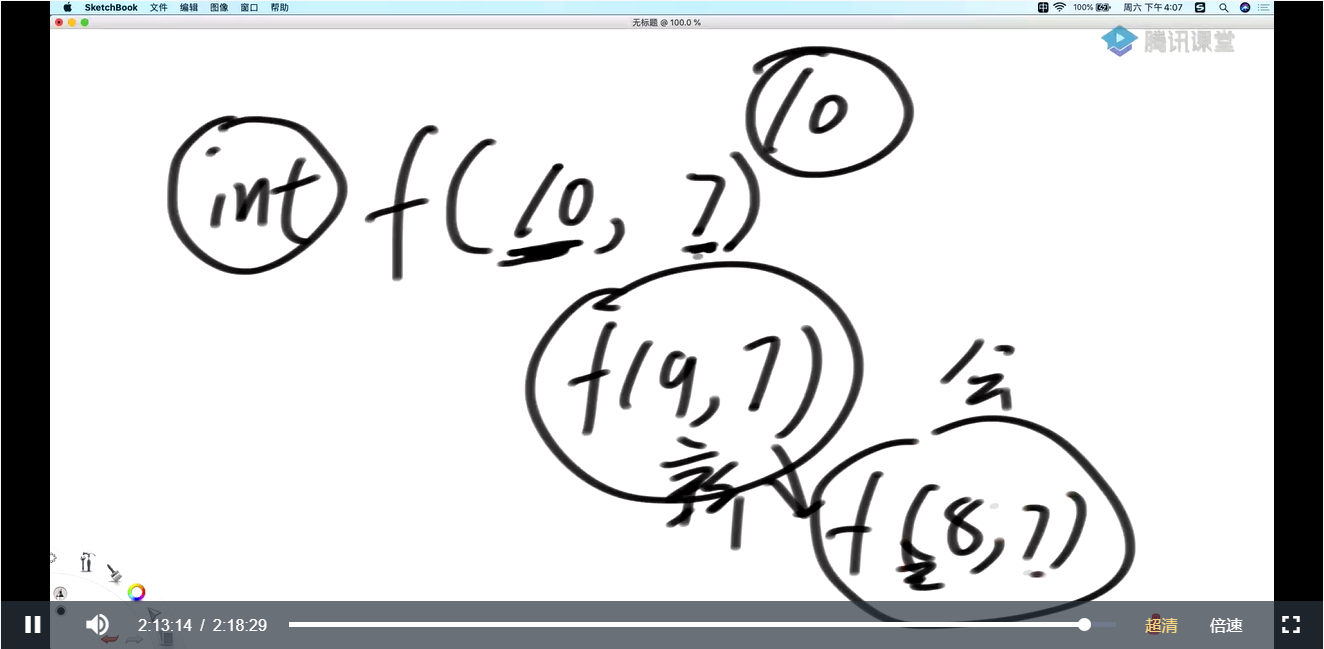 SketchBook 文件 编辑 图像 窗口 帮助 100% 周六 下午4:07
无标题 @ 100.0 %
腾讯课堂
10
int f(10, 7)
f(9,7)
f(8,7)
2:13:14 / 2:18:29 超清 倍速